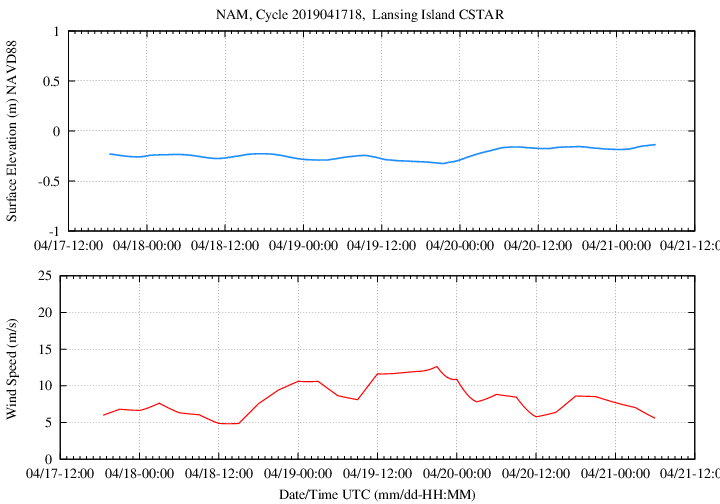 NAM, Cycle 2019041718,  Lansing Island CSTAR
Surface Elevation (m) NAVD88
1
0.5
0
-0.5
-1
04/17-12:00 04/18-00:00 04/18-12:00 04/19-00:00 04/19-12:00 04/20-00:00 04/20-12:00 04/21-00:00 04/21-12:0
Wind Speed (m/s)
25
20
15
10
5
0
04/17-12:00 04/18-00:00 04/18-12:00 04/19-00:00 04/19-12:00 04/20-00:00 04/20-12:00 04/21-00:00 04/21-12:0
Date/Time UTC (mm/dd-HH:MM)